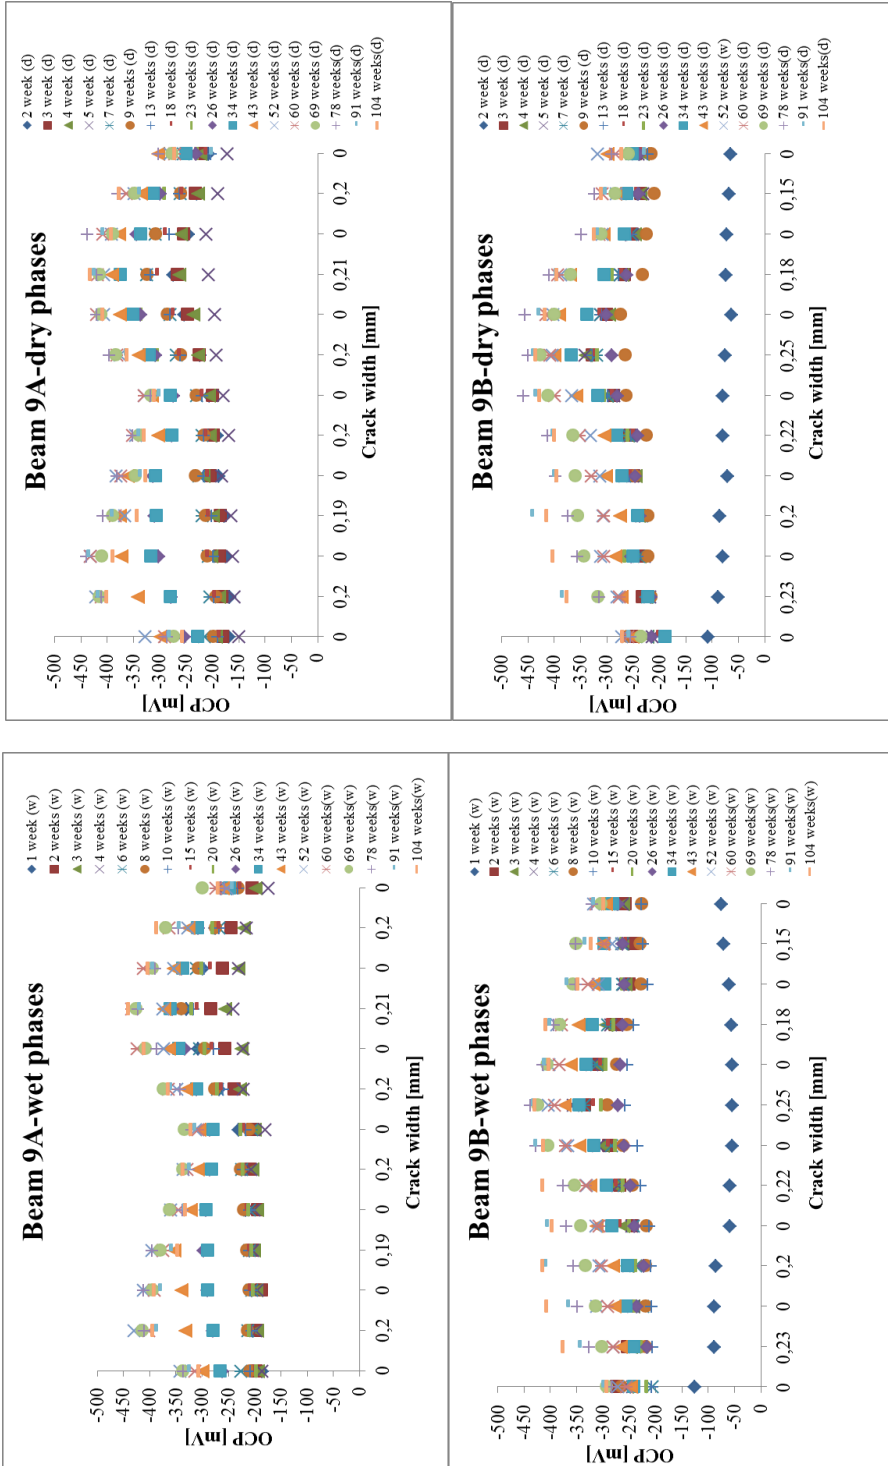 Beam 9A-wet phases
OCP [mV]
-500
-450
-400
-350
-300
-250
-200
-150
-100
-50
0
0 0,2 0 0,19 0 0,2 0 0,2 0 0,21 0 0,2 0
Crack width [mm]
1 week (w)
2 weeks (w)
3 weeks (w)
4 weeks (w)
6 weeks (w)
8 weeks (w)
10 weeks (w)
15 weeks (w)
20 weeks (w)
26 weeks (w)
34 weeks (w)
43 weeks (w)
52 weeks (w)
60 weeks(w)
69 weeks (w)
78 weeks(w)
91 weeks(w)
104 weeks(w)
Beam 9A-dry phases
OCP [mV]
-500
-450
-400
-350
-300
-250
-200
-150
-100
-50
0
0 0,2 0 0,19 0 0,2 0 0,2 0 0,21 0 0,2 0
Crack width [mm]
2 week (d)
3 week (d)
4 week (d)
5 week (d)
7 week (d)
9 weeks (d)
13 weeks (d)
18 weeks (d)
23 weeks (d)
26 weeks (d)
34 weeks (d)
43 weeks (d)
52 weeks (d)
60 weeks(d)
69 weeks (d)
78 weeks(d)
91 weeks(d)
104 weeks(d)
Beam 9B-wet phases
OCP [mV]
-500
-450
-400
-350
-300
-250
-200
-150
-100
-50
0
0 0,23 0 0,2 0 0,22 0 0,25 0 0,18 0 0,15 0
Crack width [mm]
1 week (w)
2 weeks (w)
3 weeks (w)
4 weeks (w)
6 weeks (w)
8 weeks (w)
10 weeks (w)
15 weeks (w)
20 weeks (w)
26 weeks (w)
34 weeks (w)
43 weeks (w)
52 weeks (w)
60 weeks(w)
69 weeks (w)
78 weeks(w)
91 weeks(w)
104 weeks(w)
Beam 9B-dry phases
OCP [mV]
-500
-450
-400
-350
-300
-250
-200
-150
-100
-50
0
0 0,23 0 0,2 0 0,22 0 0,25 0 0,18 0 0,15 0
Crack width [mm]
2 week (d)
3 week (d)
4 week (d)
5 week (d)
7 week (d)
9 weeks (d)
13 weeks (d)
18 weeks (d)
23 weeks (d)
26 weeks (d)
34 weeks (d)
43 weeks (d)
52 weeks (w)
60 weeks(d)
69 weeks (d)
78 weeks(d)
91 weeks(d)
104 weeks(d)